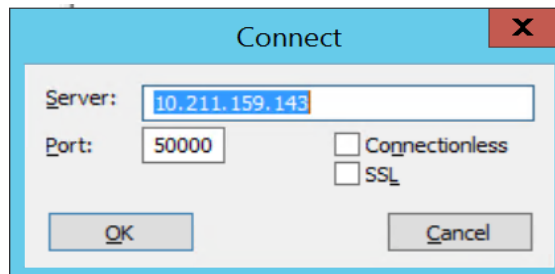 Connect
X
Server: 10.211.159.143
Port: 50000 Connectionless
SSL
OK Cancel